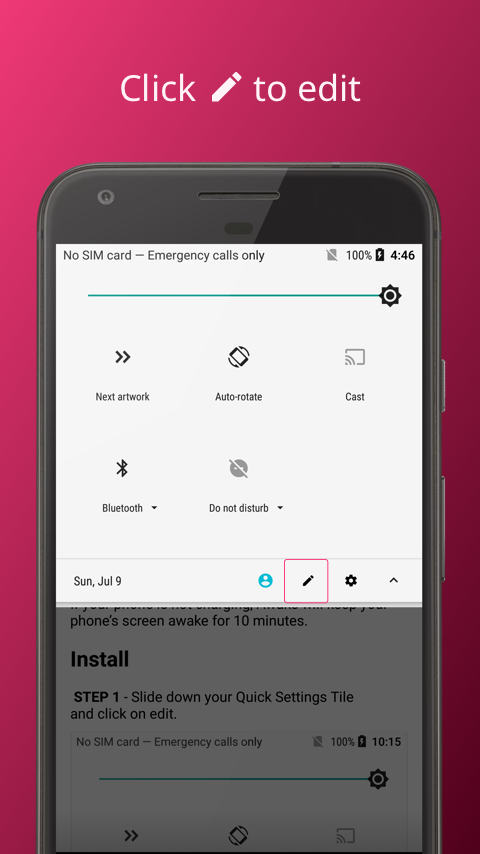 Click to edit
No SIM card — Emergency calls only 100% 4:46
Next artwork Auto-rotate Cast
Bluetooth Do not disturb
Sun, Jul 9
phone's screen awake for 10 minutes.
Install
STEP 1 - Slide down your Quick Settings Tile
and click on edit.
No SIM card — Emergency calls only 100% 10:15